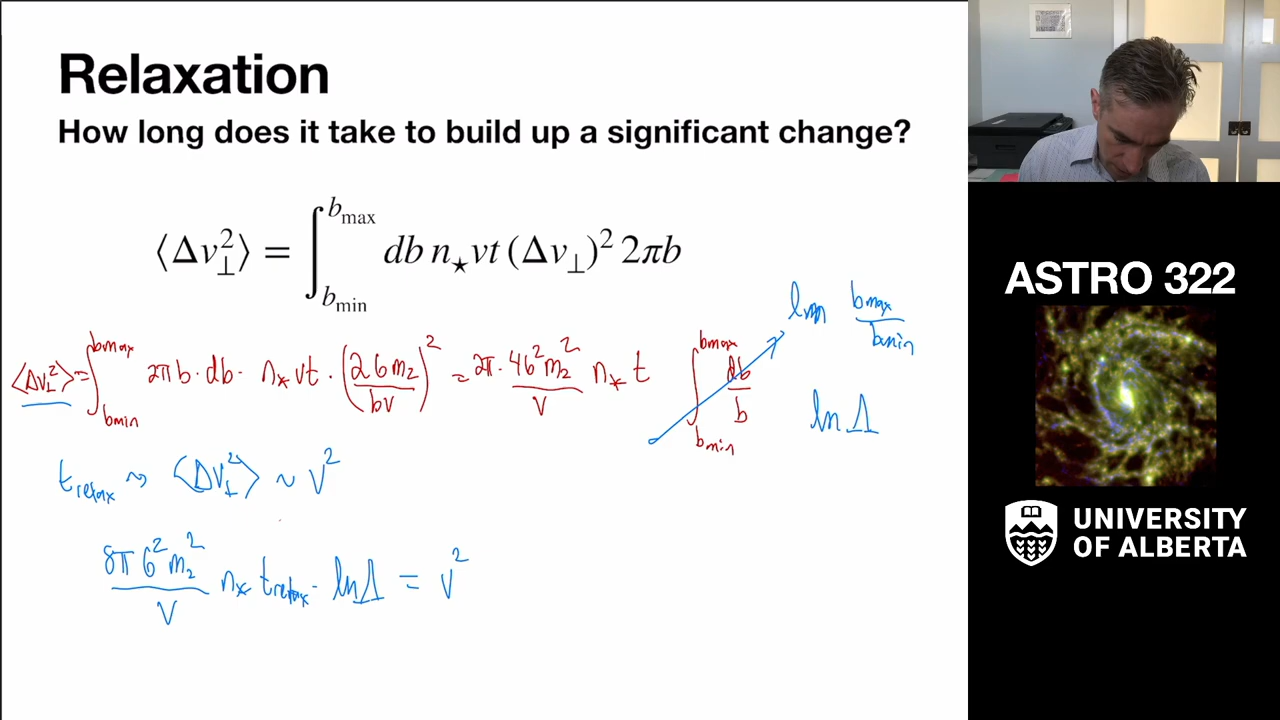 Relaxation
How long does it take to build up a significant change?
⟨Δv⊥²⟩ = ∫_{bmin}^{bmax} db n⋆vt (Δv⊥)² 2πb
⟨Δv⊥²⟩ = ∫_{bmin}^{bmax} 2πb · db · n* vt · (2Gm₂/bv)² = 2π · 4G²m₂²/v n* t ∫_{bmin}^{bmax} db/b
ln bmax/bmin
ln Λ
t_relax ~> ⟨Δv⊥²⟩ ~ v²
8πG²m₂²/v n* t_relax · lnΛ = v²
ASTRO 322
UNIVERSITY
OF ALBERTA